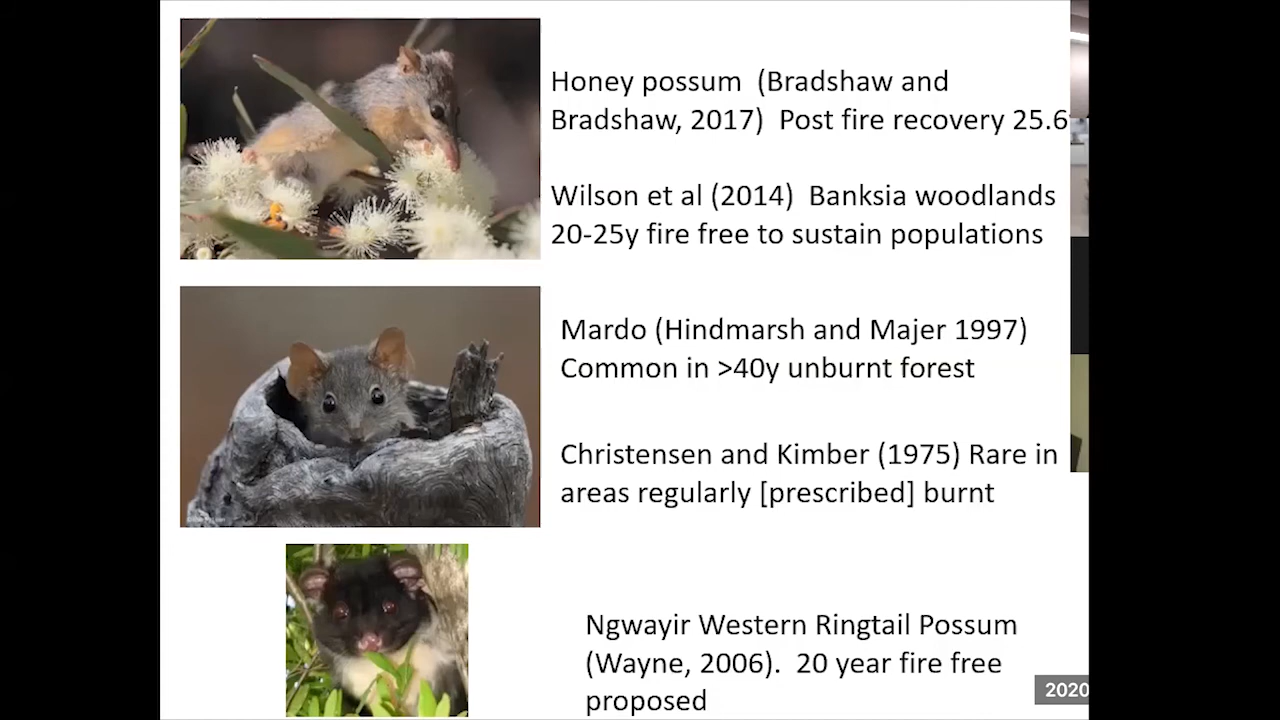 Honey possum (Bradshaw and
Bradshaw, 2017) Post fire recovery 25.6
Wilson et al (2014) Banksia woodlands
20-25y fire free to sustain populations
Mardo (Hindmarsh and Majer 1997)
Common in >40y unburnt forest
Christensen and Kimber (1975) Rare in
areas regularly [prescribed] burnt
Ngwayir Western Ringtail Possum
(Wayne, 2006). 20 year fire free
proposed
2020